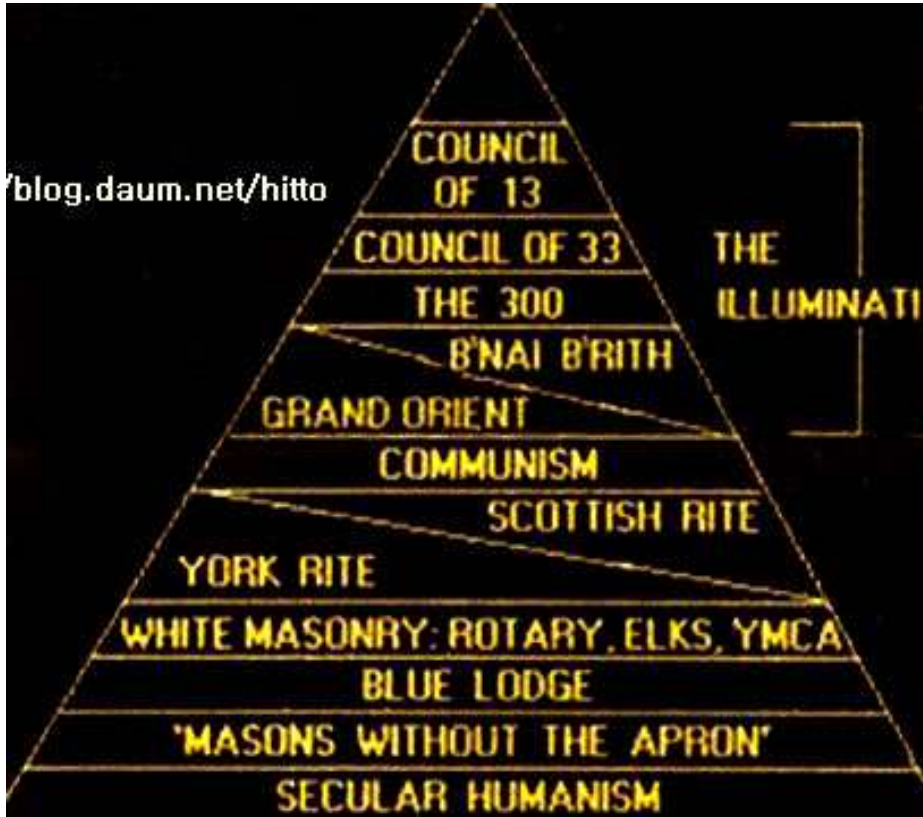 COUNCIL
OF 13
/blog.daum.net/hitto
COUNCIL OF 33
THE 300
THE
ILLUMINATI
B'NAI B'RITH
GRAND ORIENT
COMMUNISM
SCOTTISH RITE
YORK RITE
WHITE MASONRY: ROTARY, ELKS, YMCA
BLUE LODGE
'MASONS WITHOUT THE APRON'
SECULAR HUMANISM